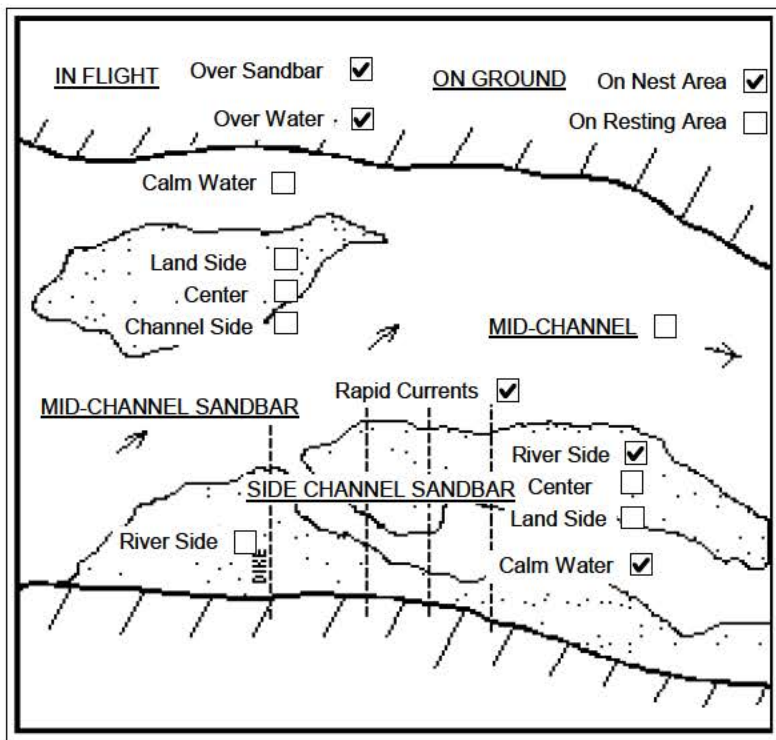 IN FLIGHT Over Sandbar ON GROUND On Nest Area
Over Water On Resting Area
Calm Water
Land Side
Center
Channel Side
MID-CHANNEL
Rapid Currents
MID-CHANNEL SANDBAR
River Side
SIDE CHANNEL SANDBAR Center
Land Side
River Side
DIKE
Calm Water